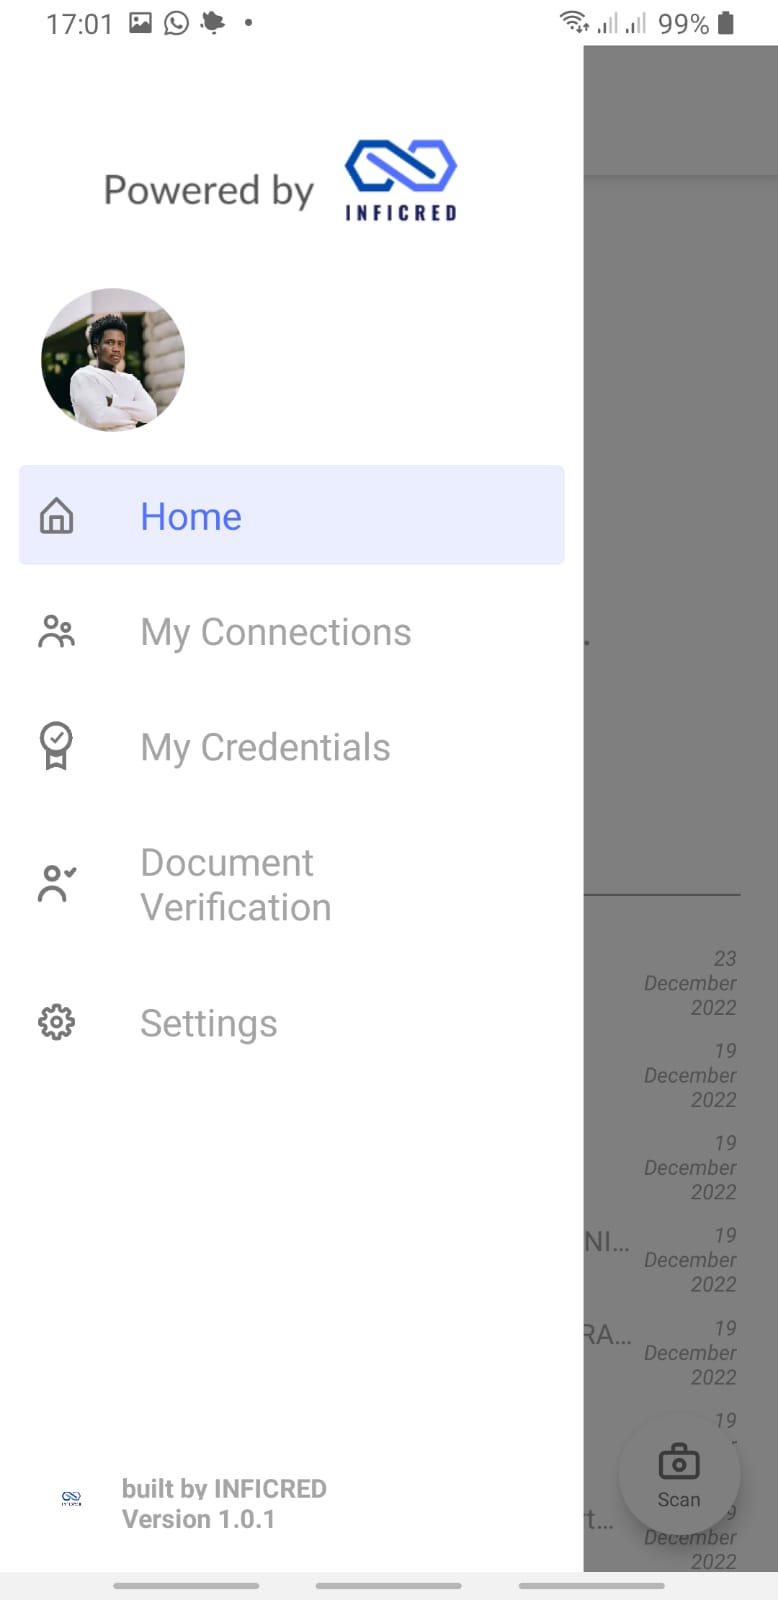 17:01
99%
Powered by
INFICRED
Home
My Connections
My Credentials
Document
Verification
Settings
23
December
2022
19
December
2022
19
December
2022
NI...
19
December
2022
RA...
19
December
2022
19
Scan
t...
9
December
2022
built by INFICRED
Version 1.0.1